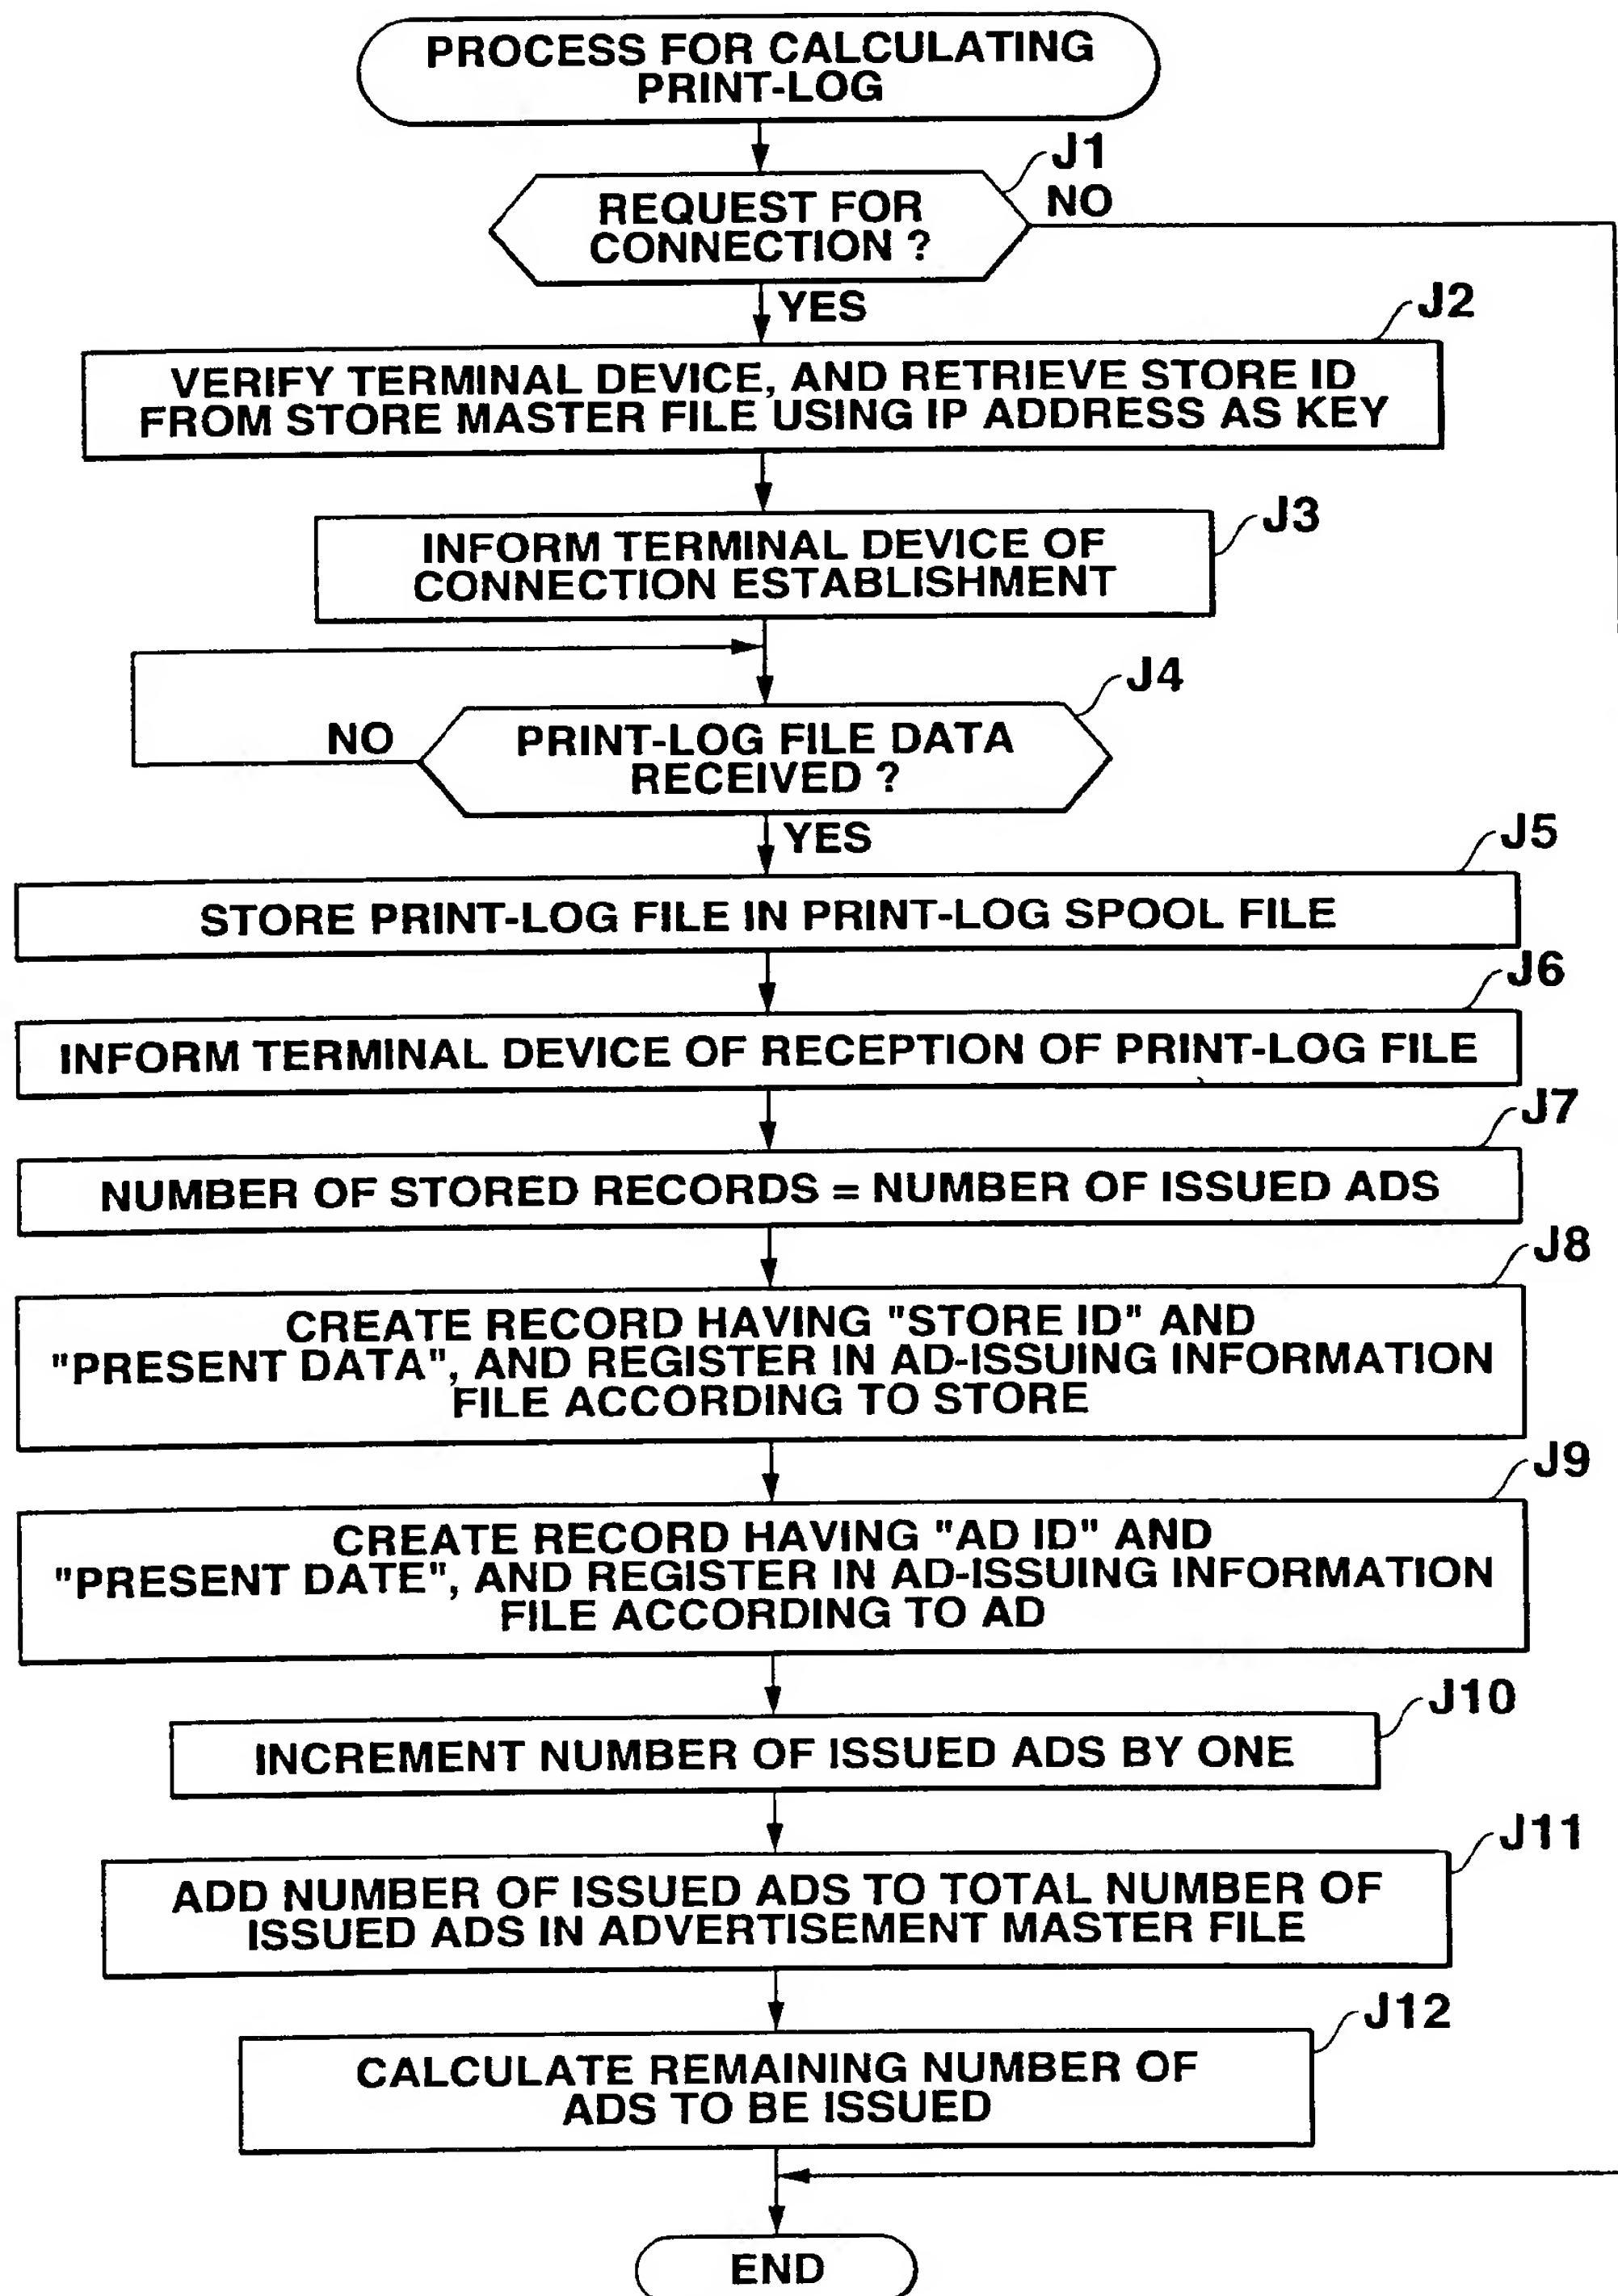 PROCESS FOR CALCULATING
PRINT-LOG
J1
REQUEST FOR
CONNECTION ?
NO
YES
J2
VERIFY TERMINAL DEVICE, AND RETRIEVE STORE ID
FROM STORE MASTER FILE USING IP ADDRESS AS KEY
J3
INFORM TERMINAL DEVICE OF
CONNECTION ESTABLISHMENT
J4
NO
PRINT-LOG FILE DATA
RECEIVED ?
YES
J5
STORE PRINT-LOG FILE IN PRINT-LOG SPOOL FILE
J6
INFORM TERMINAL DEVICE OF RECEPTION OF PRINT-LOG FILE
J7
NUMBER OF STORED RECORDS = NUMBER OF ISSUED ADS
J8
CREATE RECORD HAVING "STORE ID" AND
"PRESENT DATA", AND REGISTER IN AD-ISSUING INFORMATION
FILE ACCORDING TO STORE
J9
CREATE RECORD HAVING "AD ID" AND
"PRESENT DATE", AND REGISTER IN AD-ISSUING INFORMATION
FILE ACCORDING TO AD
J10
INCREMENT NUMBER OF ISSUED ADS BY ONE
J11
ADD NUMBER OF ISSUED ADS TO TOTAL NUMBER OF
ISSUED ADS IN ADVERTISEMENT MASTER FILE
J12
CALCULATE REMAINING NUMBER OF
ADS TO BE ISSUED
END